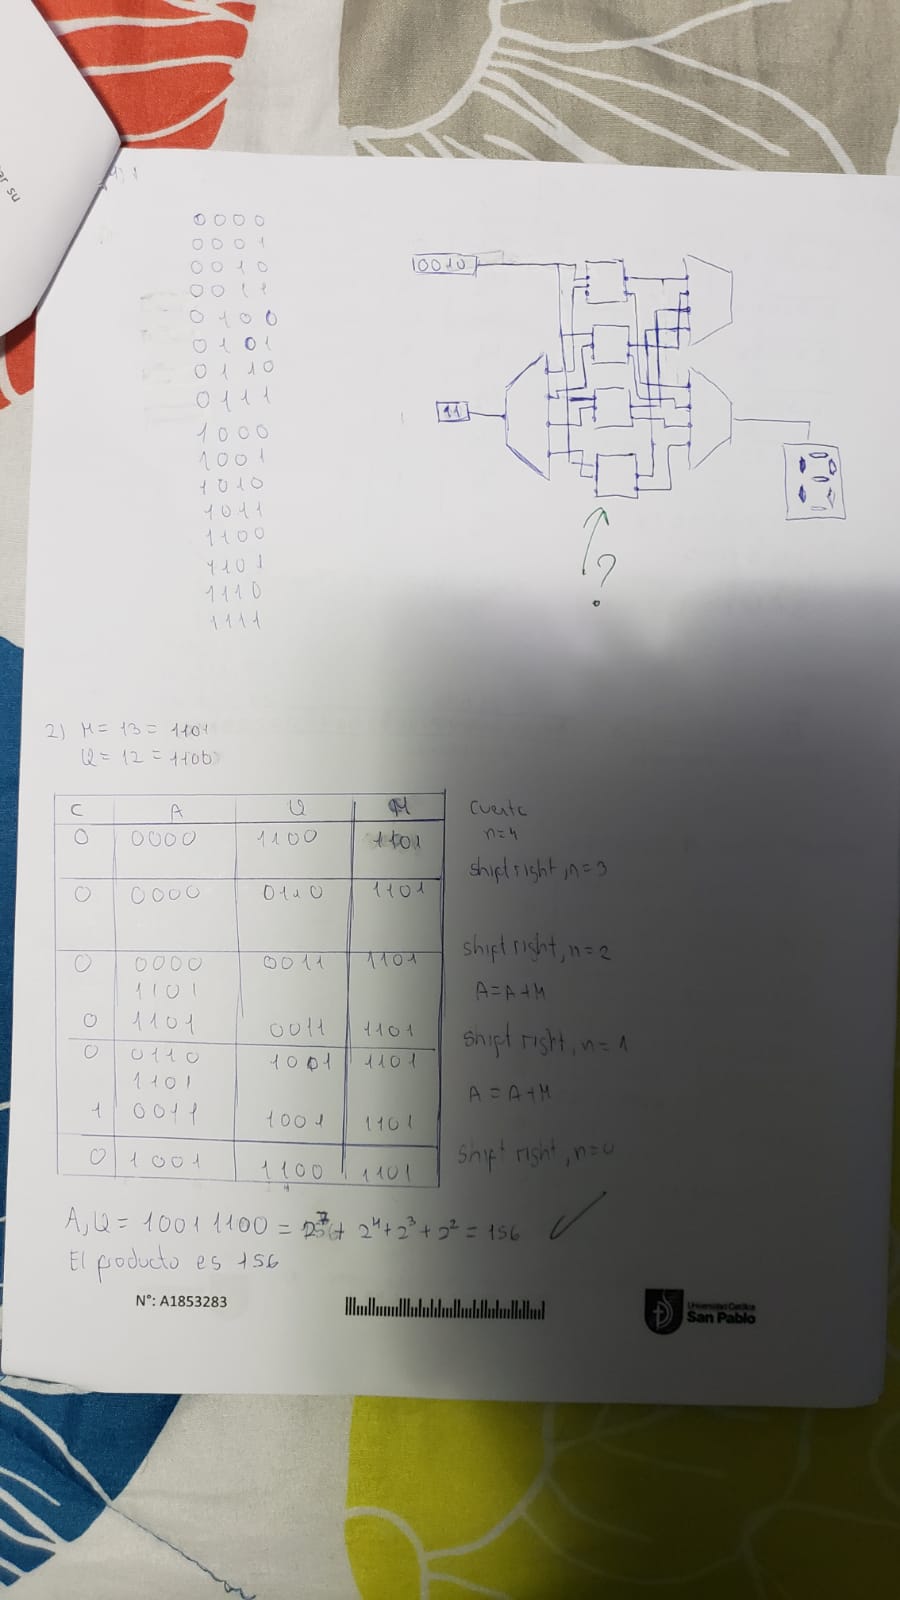 0000
0001
0010
0011
0100
0101
0110
0111
1000
1001
1010
1011
1100
1101
1110
1111
0010
11
?
2) M = 13 = 1101
Q = 12 = 1100
C A Q M Cuenta
0 0000 1100 1101 n=4
shift right, n=3
0 0000 0110 1101
shift right, n=2
0 0000 0011 1101
1101 A=A+M
0 1101 0011 1101
shift right, n=1
0 0110 1001 1101
1101 A=A+M
1 0011 1001 1101
0 1001 1100 1101 shift right, n=0
A,Q = 1001 1100 = 2^7 + 2^4 + 2^3 + 2^2 = 156 ✓
El producto es 156
N°: A1853283
Universidad Católica
San Pablo